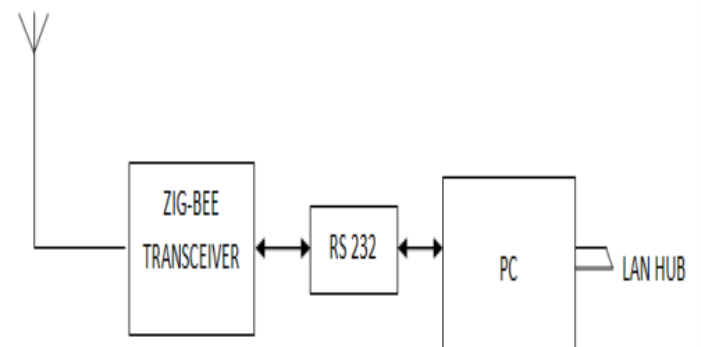 ZIG-BEE
TRANSCEIVER
RS 232
PC
LAN HUB